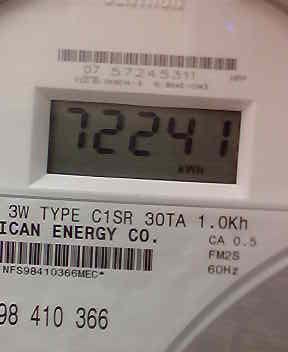 07 57245391
72241
kWH
3W TYPE C1SR 30TA 1.0Kh
ICAN ENERGY CO.
CA 0.5
FM2S
60Hz
NFS98410366MEC*
98 410 366